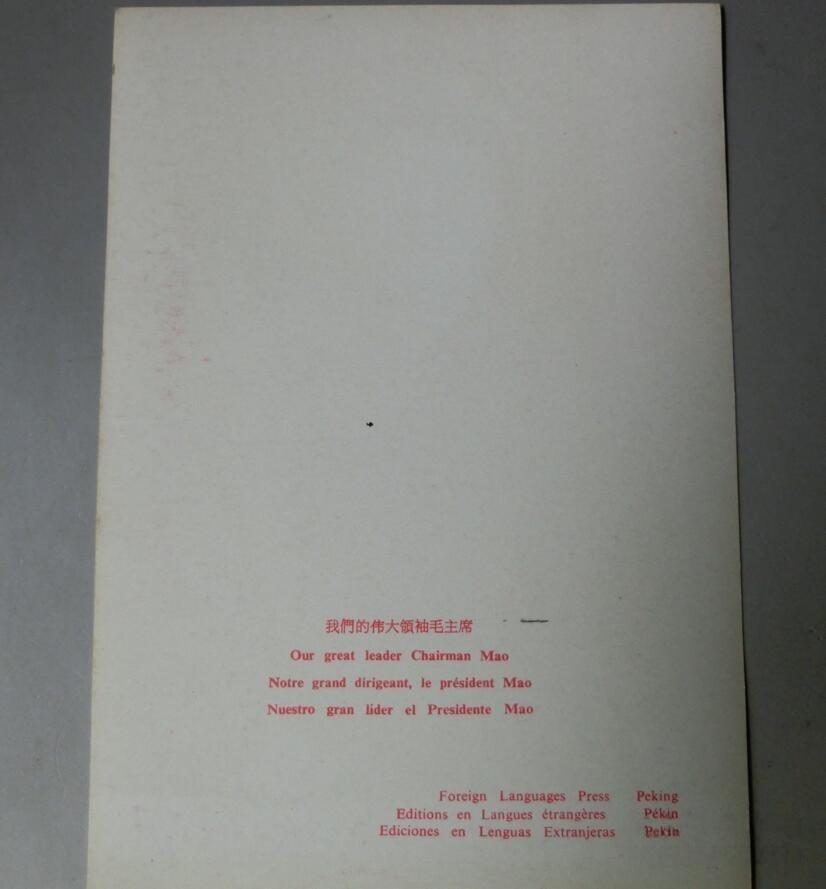 我們的伟大領袖毛主席
Our great leader Chairman Mao
Notre grand dirigeant, le président Mao
Nuestro gran líder el Presidente Mao
Foreign Languages Press Peking
Editions en Langues étrangères Pékin
Ediciones en Lenguas Extranjeras Pekín